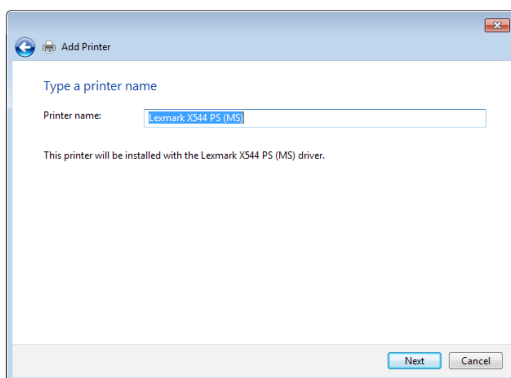 Add Printer
Type a printer name
Printer name: Lexmark X544 PS (MS)
This printer will be installed with the Lexmark X544 PS (MS) driver.
Next Cancel